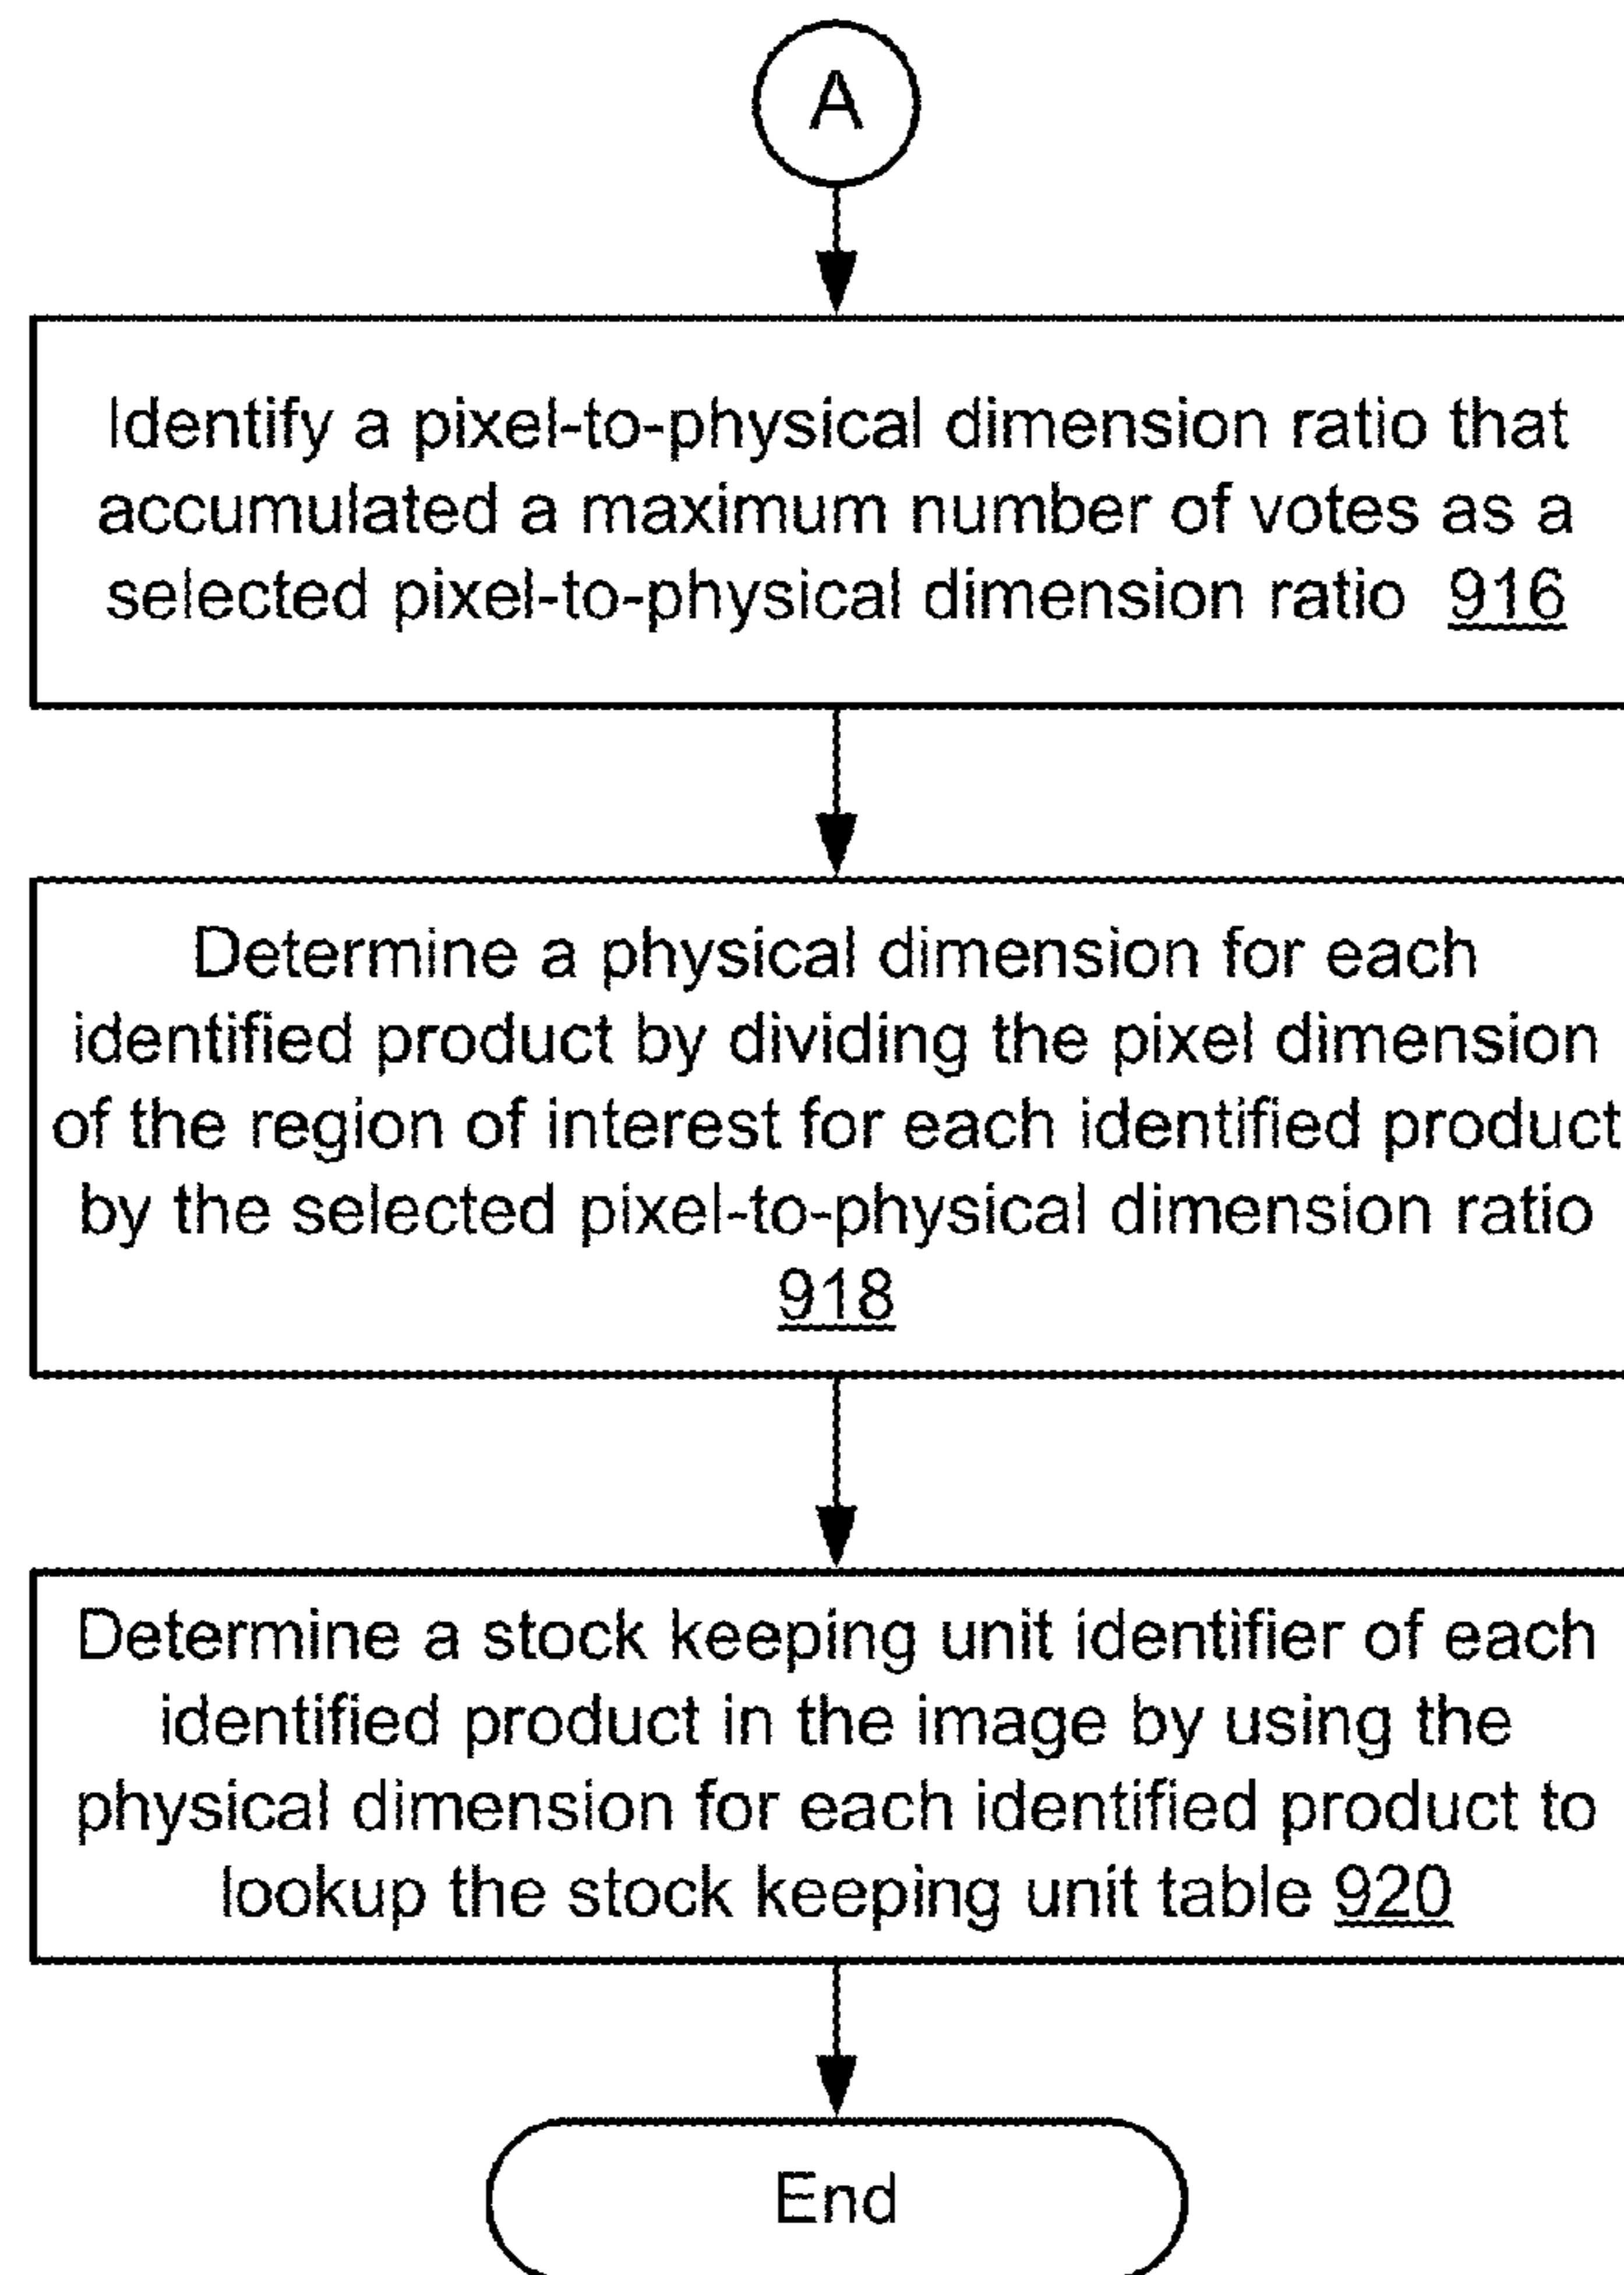 A
Identify a pixel-to-physical dimension ratio that
accumulated a maximum number of votes as a
selected pixel-to-physical dimension ratio 916
Determine a physical dimension for each
identified product by dividing the pixel dimension
of the region of interest for each identified product
by the selected pixel-to-physical dimension ratio
918
Determine a stock keeping unit identifier of each
identified product in the image by using the
physical dimension for each identified product to
lookup the stock keeping unit table 920
End